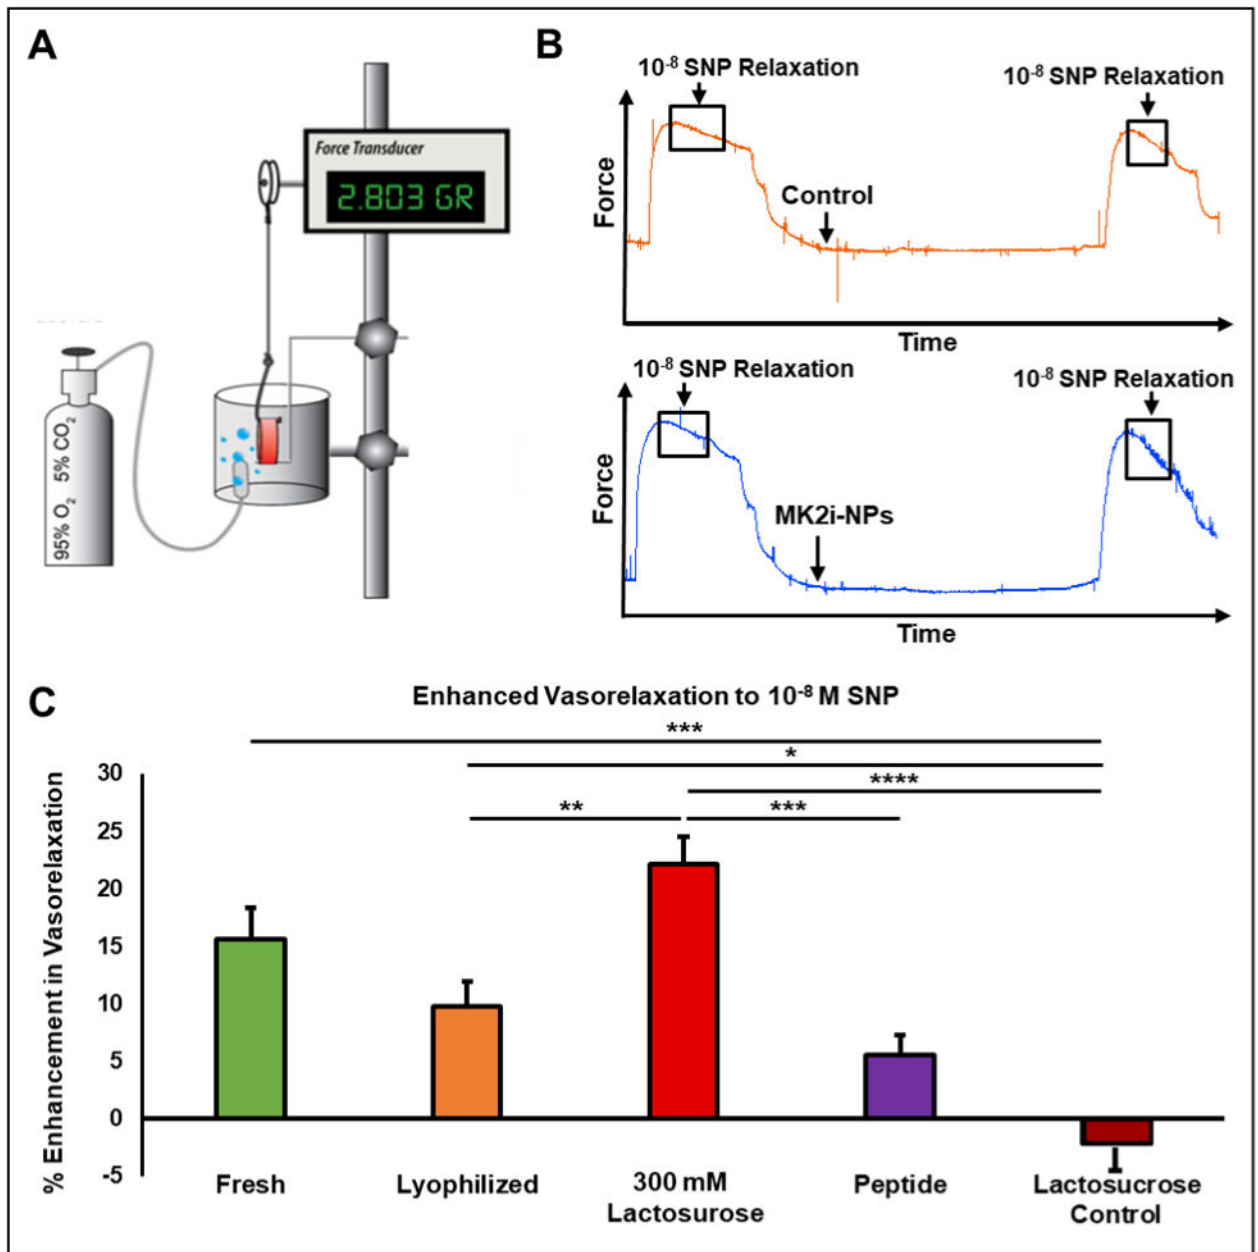 A
Force Transducer
2.803 GR
95% O₂ 5% CO₂
B
10⁻⁸ SNP Relaxation
10⁻⁸ SNP Relaxation
Control
Force
Time
10⁻⁸ SNP Relaxation
10⁻⁸ SNP Relaxation
MK2i-NPs
Force
Time
C
Enhanced Vasorelaxation to 10⁻⁸ M SNP
***
*
****
** ***
% Enhancement in Vasorelaxation
30
25
20
15
10
5
0
-5
Fresh
Lyophilized
300 mM
Lactosurose
Peptide
Lactosucrose
Control